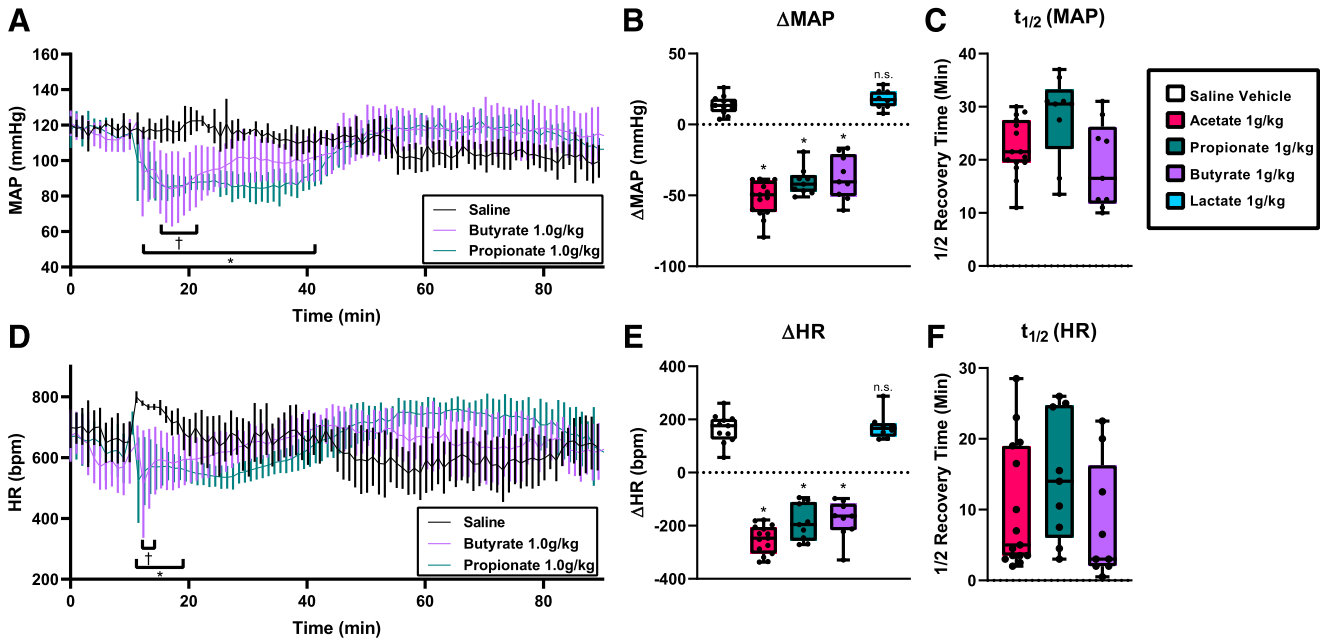 A
160
140
120
100
80
60
40
MAP (mmHg)
0
20
40
60
80
Time (min)
Saline
Butyrate 1.0g/kg
Propionate 1.0g/kg
†
*
B
ΔMAP
50
0
-50
-100
ΔMAP (mmHg)
*
*
*
n.s.
C
t1/2 (MAP)
40
30
20
10
0
1/2 Recovery Time (Min)
Saline Vehicle
Acetate 1g/kg
Propionate 1g/kg
Butyrate 1g/kg
Lactate 1g/kg
D
800
600
400
200
HR (bpm)
0
20
40
60
80
Time (min)
Saline
Butyrate 1.0g/kg
Propionate 1.0g/kg
†
*
E
ΔHR
400
200
0
-200
-400
ΔHR (bpm)
*
*
*
n.s.
F
t1/2 (HR)
30
20
10
0
1/2 Recovery Time (Min)